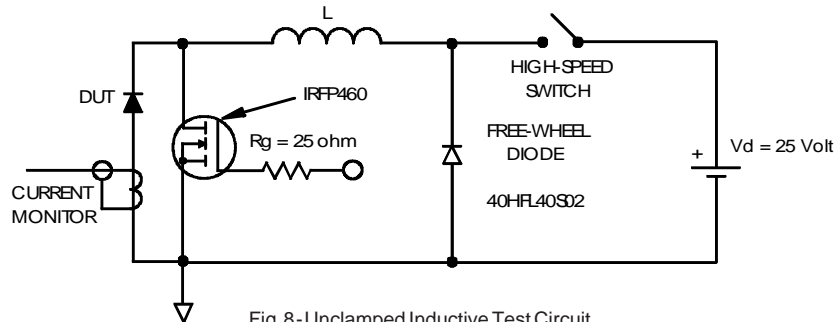 L
HIGH-SPEED
SWITCH
DUT
IRFP460
Rg = 25 ohm
FREE-WHEEL
DIODE
40HFL40S02
+
Vd = 25 Volt
CURRENT
MONITOR
Fig. 8 - Unclamped Inductive Test Circuit